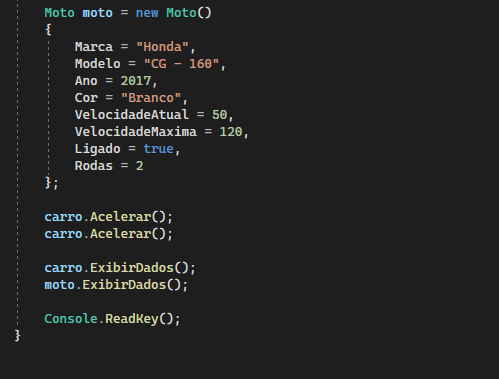 Moto moto = new Moto()
{
Marca = "Honda",
Modelo = "CG - 160",
Ano = 2017,
Cor = "Branco",
VelocidadeAtual = 50,
VelocidadeMaxima = 120,
Ligado = true,
Rodas = 2
};
carro.Acelerar();
carro.Acelerar();
carro.ExibirDados();
moto.ExibirDados();
Console.ReadKey();
}